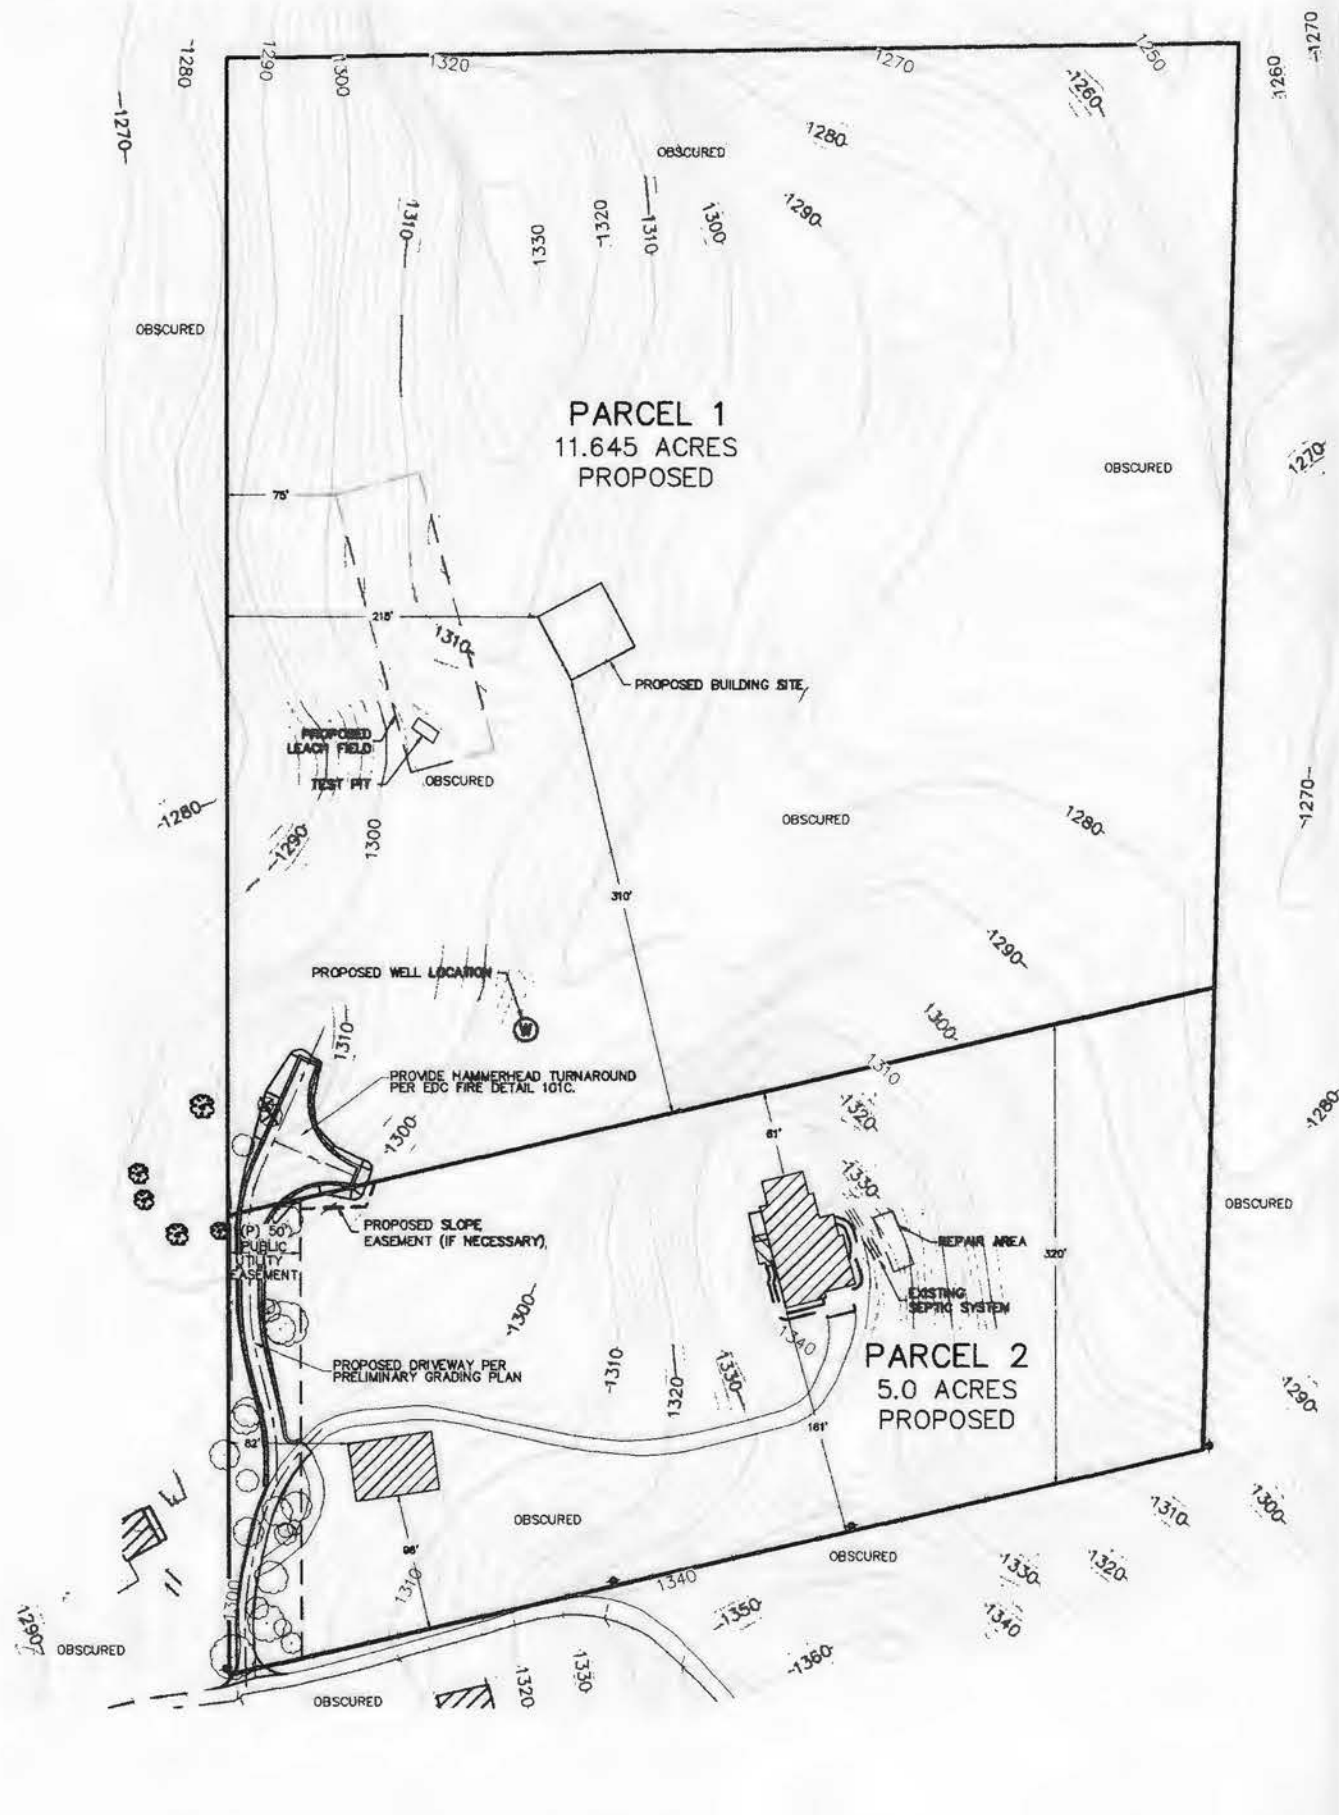 -1280
1290
1300
1320
1270
1250
1260
-1270
-1270-
-1260-
1280-
OBSCURED
-1290-
1310-
1330
-1320
-1310-
1300-
OBSCURED
PARCEL 1
11.645 ACRES
PROPOSED
OBSCURED
1270-
75'
1310-
PROPOSED BUILDING SITE
PROPOSED
LEACH FIELD
TEST PIT
OBSCURED
-1280-
-1290-
1300
OBSCURED
1280-
-1270-
310'
-1290-
PROPOSED WELL LOCATION
W
1300-
1310
1310-
PROVIDE HAMMERHEAD TURNAROUND
PER EDC FIRE DETAIL 101C.
-1300-
-1320-
-1280-
61'
-1330-
OBSCURED
(P) 50'
PUBLIC
UTILITY
EASEMENT
PROPOSED SLOPE
EASEMENT (IF NECESSARY)
REPAIR AREA
320'
EXISTING
SEPTIC SYSTEM
-1300-
1340
PARCEL 2
5.0 ACRES
PROPOSED
PROPOSED DRIVEWAY PER
PRELIMINARY GRADING PLAN
-1310-
1320-
-1330-
-1290-
82'
161'
OBSCURED
-1310-
-1300-
OBSCURED
1300
1310
1340
-1330-
-1320-
-1340
-1350
-1360-
1290
OBSCURED
OBSCURED
-1320
-1330-